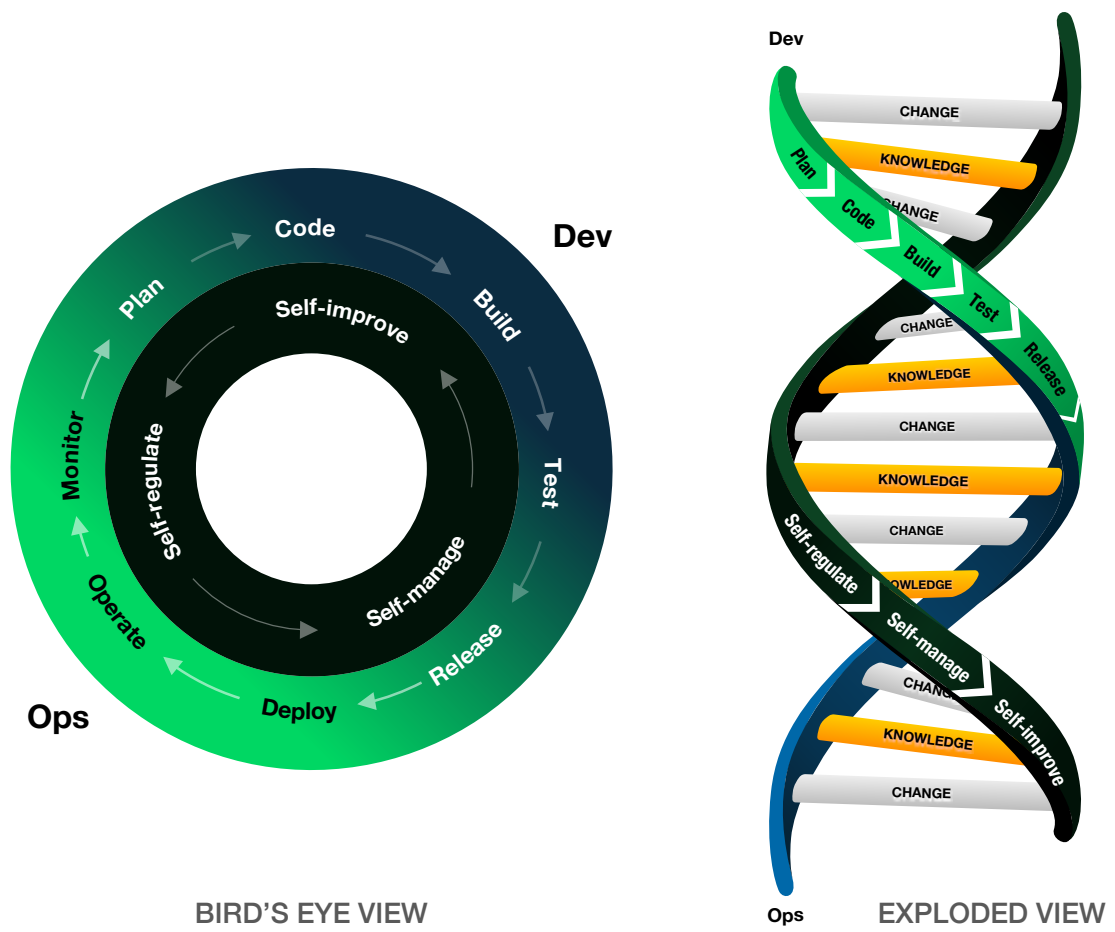 Dev
Code
Plan
Build
Self-improve
Monitor
Self-regulate
Test
Self-manage
Operate
Release
Deploy
Ops
BIRD'S EYE VIEW
Dev
CHANGE
KNOWLEDGE
Plan
CHANGE
Code
Build
Test
CHANGE
Release
KNOWLEDGE
CHANGE
KNOWLEDGE
CHANGE
Self-regulate
OWLEDGE
Self-manage
CHANG
Self-improve
KNOWLEDGE
CHANGE
Ops
EXPLODED VIEW